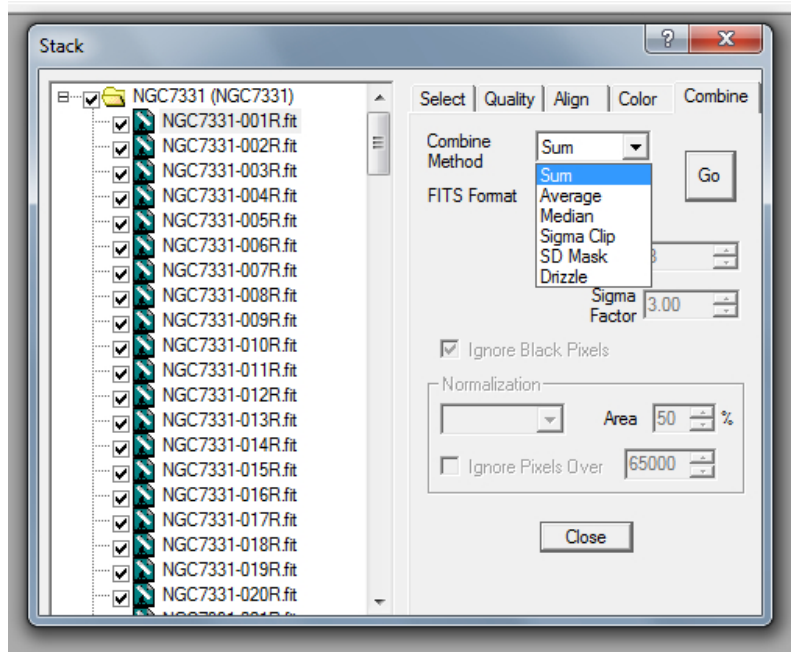 Stack
NGC7331 (NGC7331)
NGC7331-001R.fit
NGC7331-002R.fit
NGC7331-003R.fit
NGC7331-004R.fit
NGC7331-005R.fit
NGC7331-006R.fit
NGC7331-007R.fit
NGC7331-008R.fit
NGC7331-009R.fit
NGC7331-010R.fit
NGC7331-011R.fit
NGC7331-012R.fit
NGC7331-013R.fit
NGC7331-014R.fit
NGC7331-015R.fit
NGC7331-016R.fit
NGC7331-017R.fit
NGC7331-018R.fit
NGC7331-019R.fit
NGC7331-020R.fit
Select Quality Align Color Combine
Combine
Method
Sum
Go
FITS Format
Sum
Average
Median
Sigma Clip
SD Mask
Drizzle
Sigma
Factor
3.00
Ignore Black Pixels
Normalization
Area 50 %
Ignore Pixels Over 65000
Close